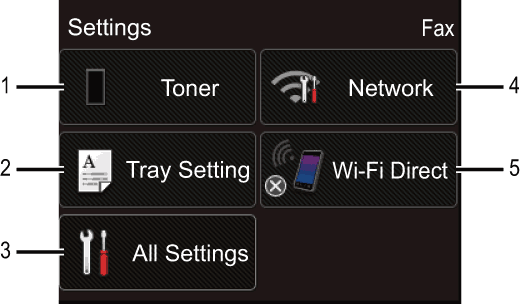 Settings Fax
1 Toner Network 4
A
2 Tray Setting Wi-Fi Direct 5
3 All Settings